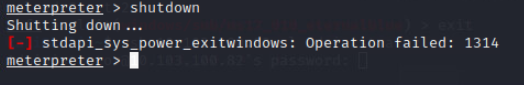 meterpreter > shutdown
Shutting down...
[-] stdapi_sys_power_exitwindows: Operation failed: 1314
meterpreter >